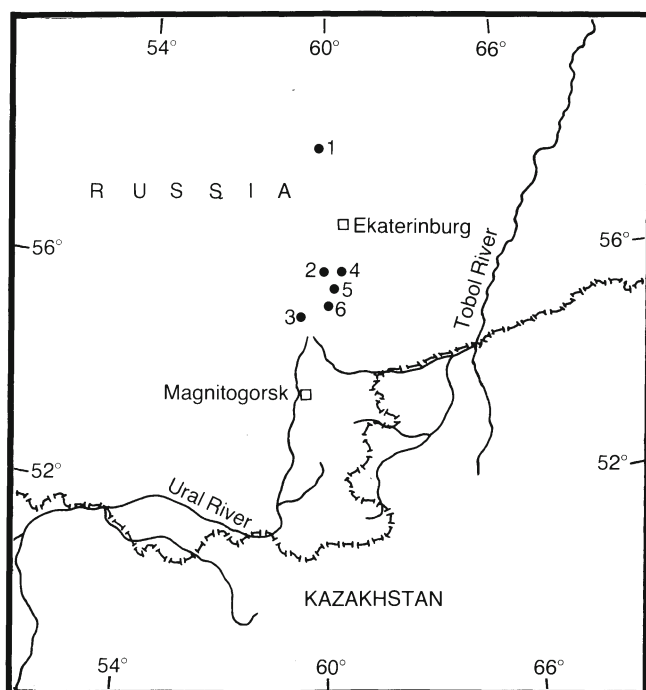 54° 60° 66°
1
RUSSIA
Ekaterinburg
56° 56°
2 4
5
6
3
Tobol River
Magnitogorsk
52° 52°
Ural River
KAZAKHSTAN
54° 60° 66°